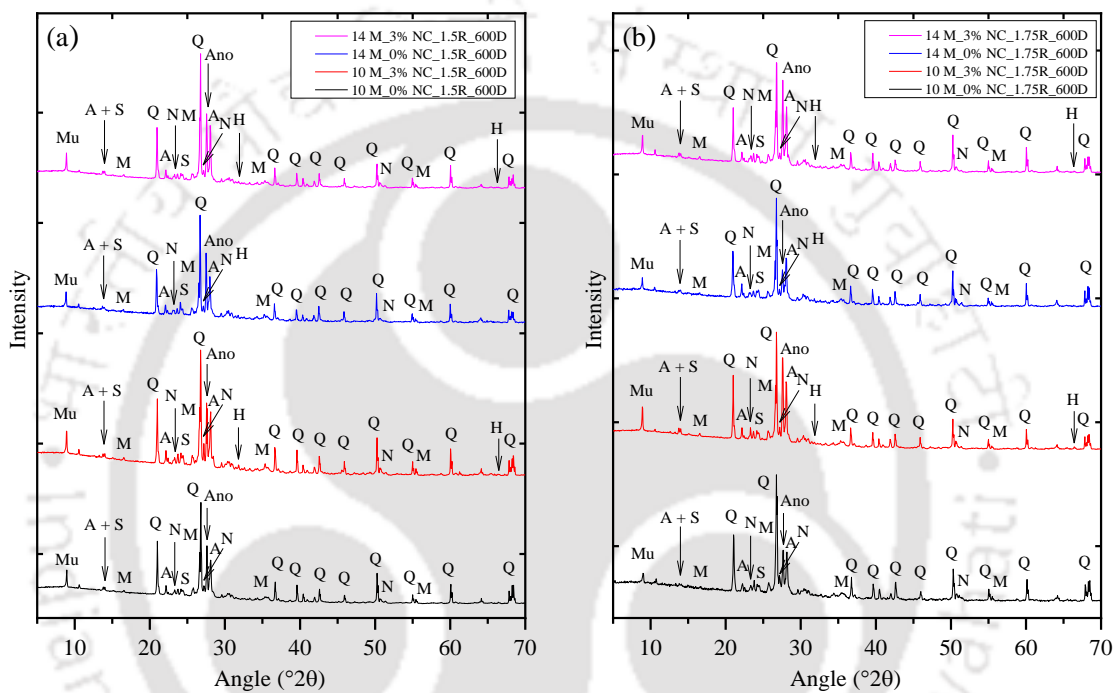 (a)
14 M_3% NC_1.5R_600D
14 M_0% NC_1.5R_600D
10 M_3% NC_1.5R_600D
10 M_0% NC_1.5R_600D
Q
Ano
A + S N M
Q
A N H
H
Mu
M A S
M Q Q Q Q Q N Q M Q Q
Q
Ano
A + S N M
Q
A N H
Mu
M A S
M Q Q Q Q Q N Q M Q Q
Q
Ano
A + S N M
Q
A N H
H
Mu
M A S
M Q Q Q Q Q N Q M Q Q
Q
Ano
A + S N M
Q
A N
Mu
M A S
M Q Q Q Q Q N Q M Q Q
Intensity
10 20 30 40 50 60 70
Angle (°2θ)
(b)
14 M_3% NC_1.75R_600D
14 M_0% NC_1.75R_600D
10 M_3% NC_1.75R_600D
10 M_0% NC_1.75R_600D
Q
Ano
A + S N M
Q
A N H
H
Mu
M A S
M Q Q Q Q Q N Q M Q Q
Q
Ano
A + S N M
Q
A N H
Mu
M A S
M Q Q Q Q Q N Q M Q Q
Q
Ano
A + S N M
Q
A N H
H
Mu
M A S
M Q Q Q Q Q N Q M Q Q
Q
Ano
A + S N M
Q
A N
Mu
M A S
M Q Q Q Q Q N Q M Q Q
Intensity
10 20 30 40 50 60 70
Angle (°2θ)